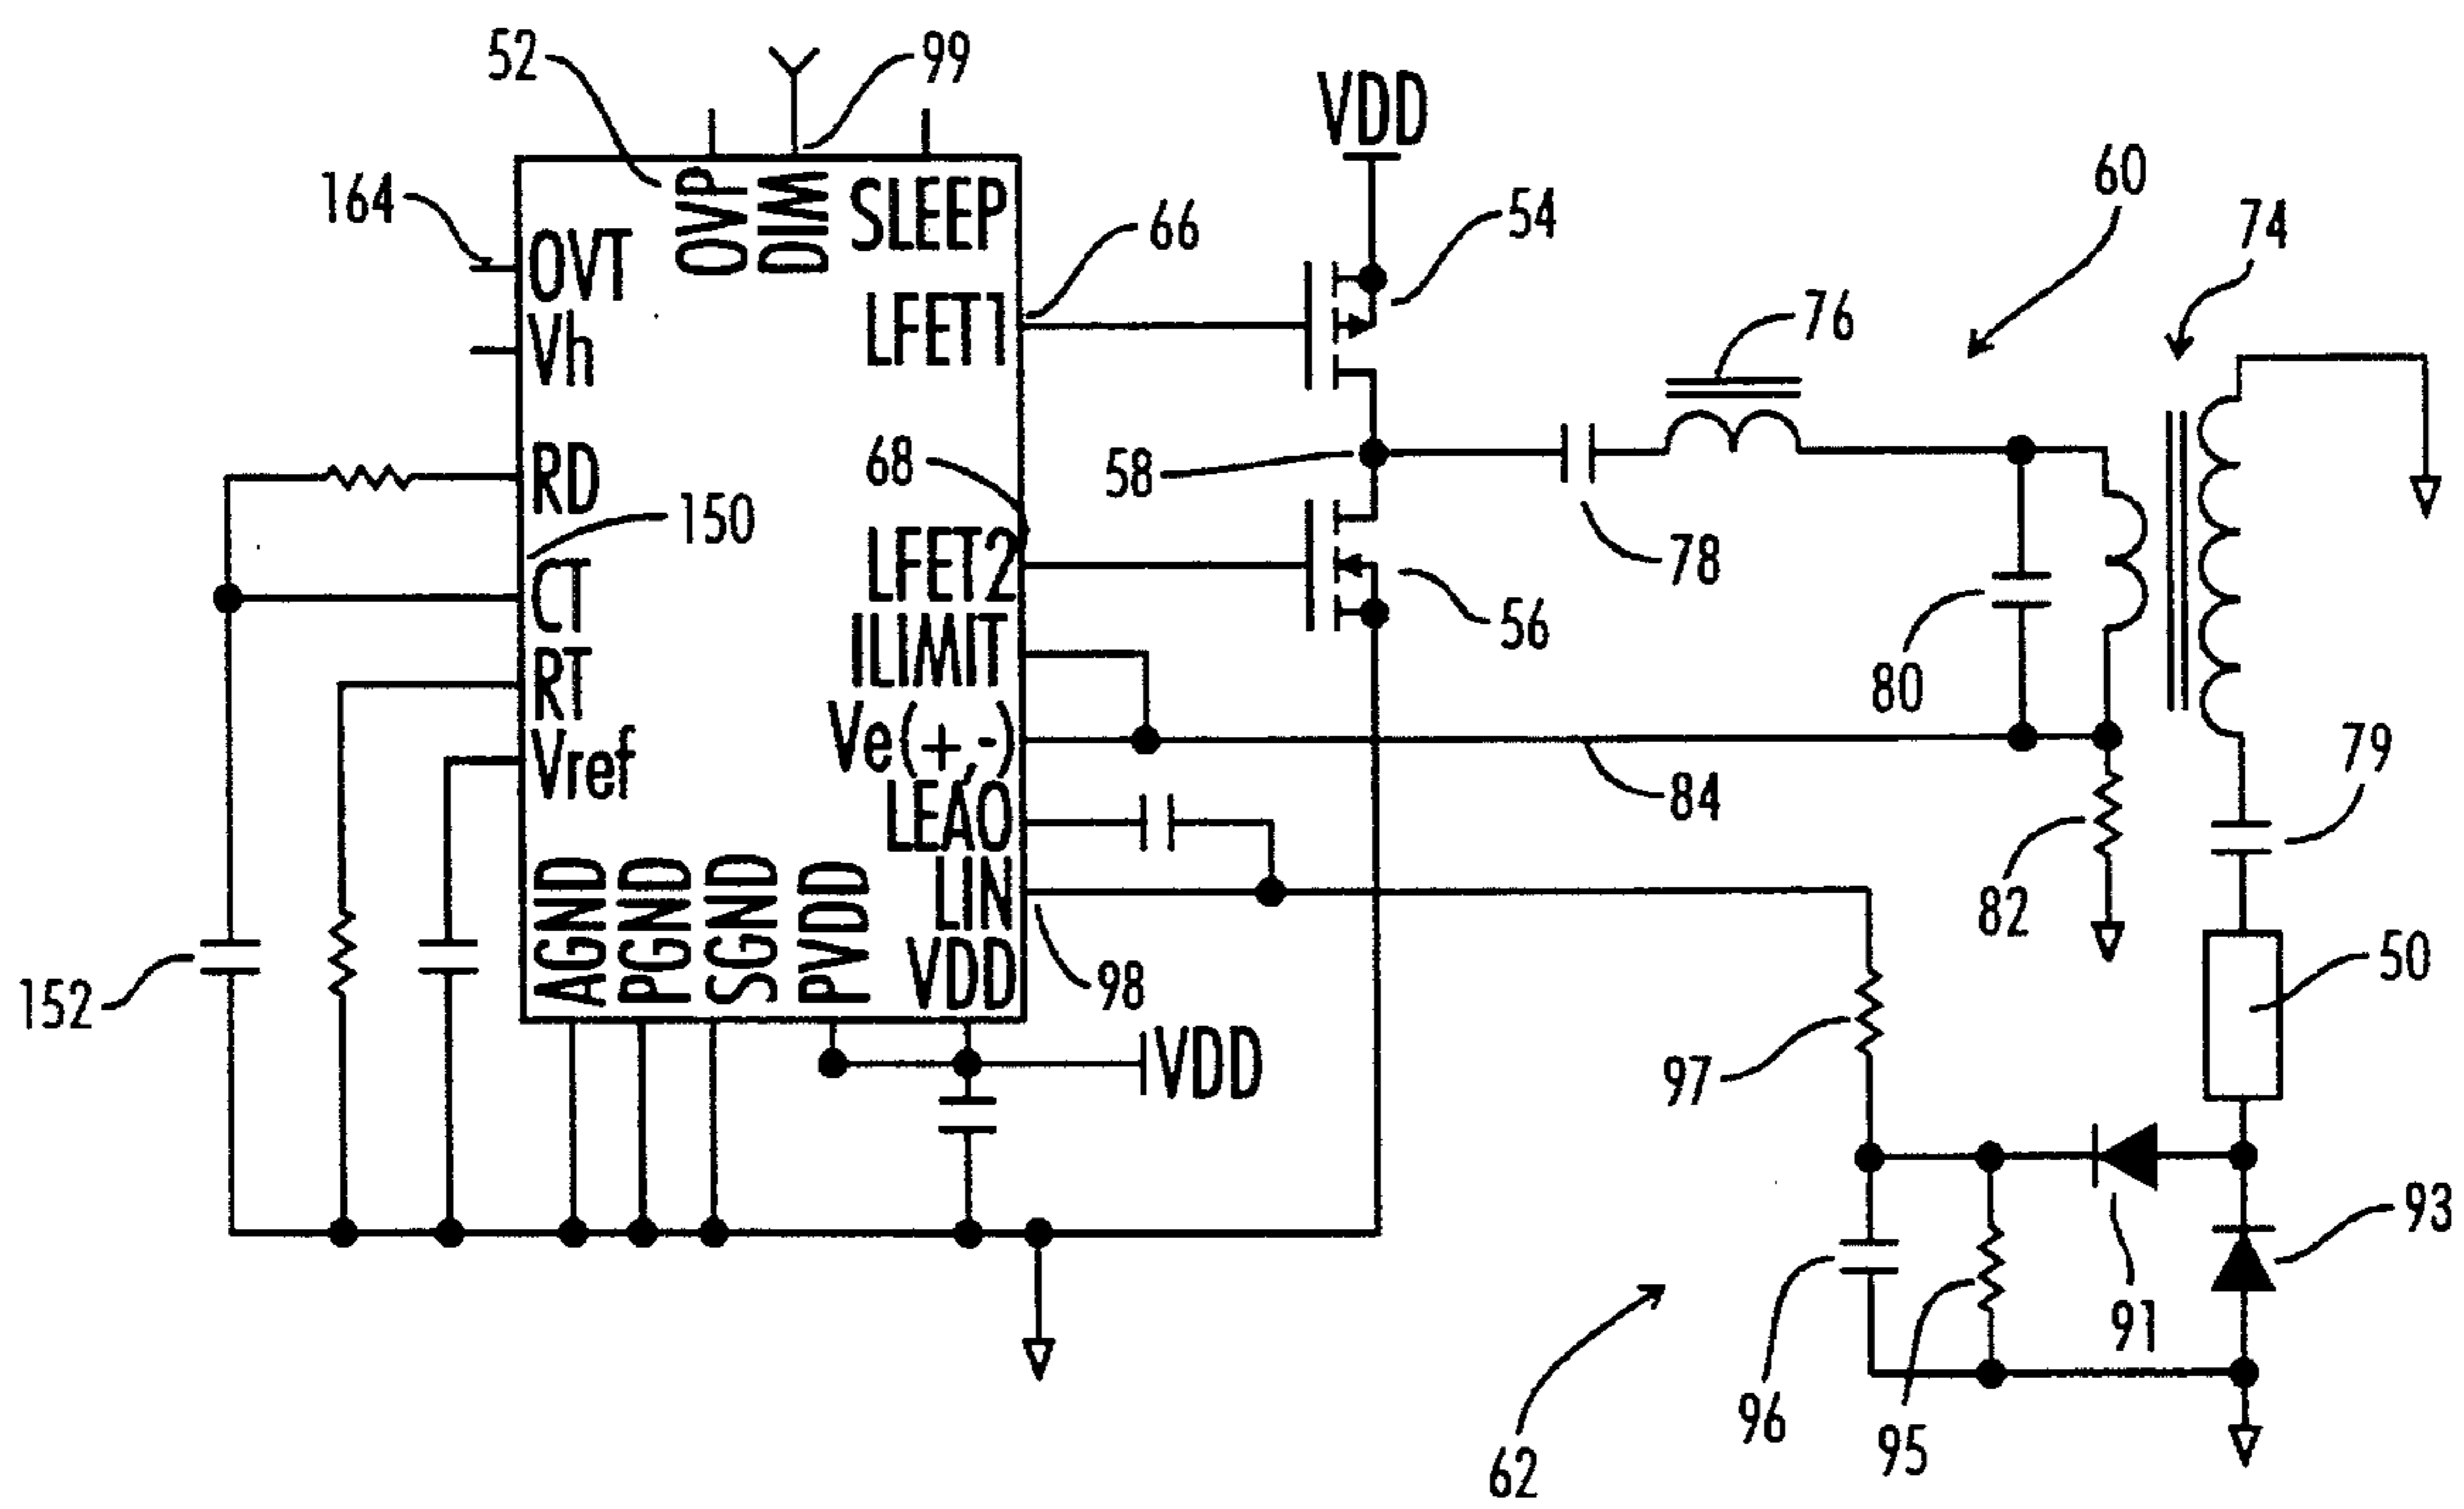 52
99
VDD
60
164
OVP
DIM
SLEEP
66
54
74
OVT
LFET1
76
Vh
68
58
RD
150
LFET2
78
CT
ILIMIT
56
80
RT
Ve(+,-)
79
Vref
84
LEAO
82
LIN
50
AGND
PGND
SGND
PVDD
VDD
98
152
VDD
97
93
91
96
95
62